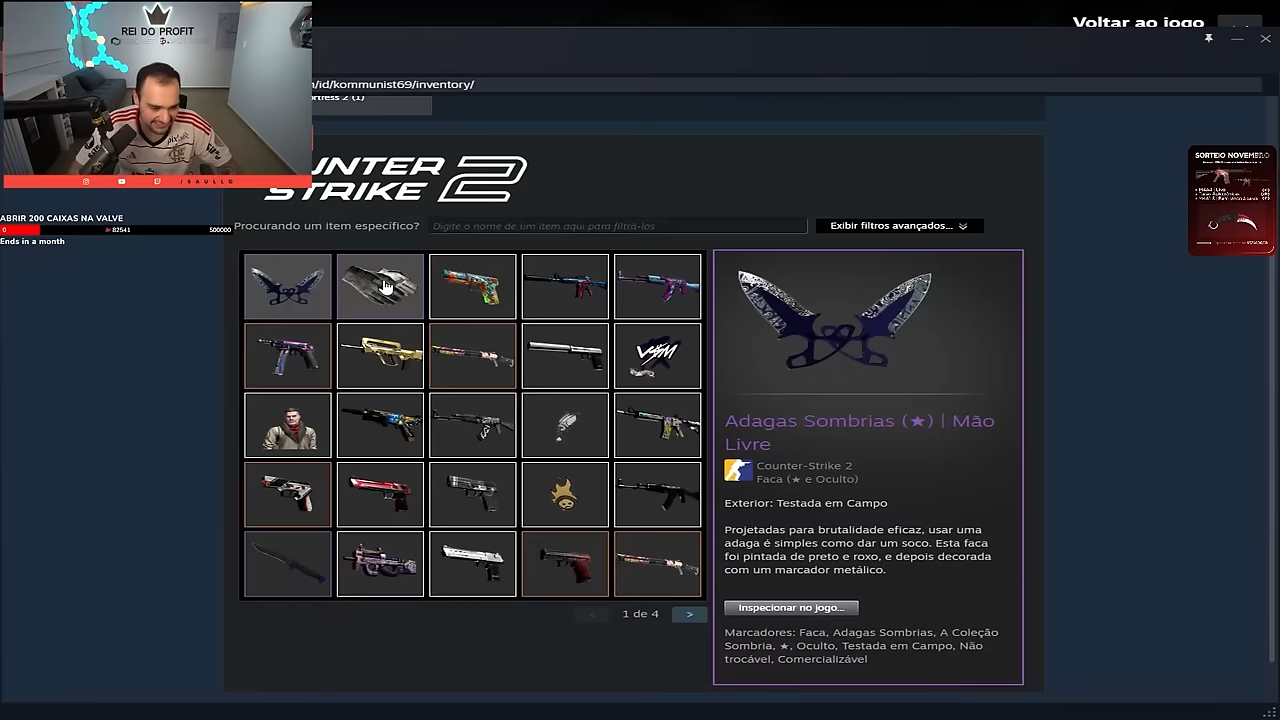 REI DO PROFIT
/SAULLO
ABRIR 200 CAIXAS NA VALVE
0 82541 500000
Ends in a month
Voltar ao jogo
/id/kommunist69/inventory/
ortress 2 (1)
UNTER
STRIKE 2
Procurando um item específico?
Digite o nome de um item aqui para filtrá-los
Exibir filtros avançados...
SORTEIO NOVEMBRO
Adagas Sombrias (★) | Mão
Livre
Counter-Strike 2
Faca (★ e Oculto)
Exterior: Testada em Campo
Projetadas para brutalidade eficaz, usar uma
adaga é simples como dar um soco. Esta faca
foi pintada de preto e roxo, e depois decorada
com um marcador metálico.
Inspecionar no jogo...
Marcadores: Faca, Adagas Sombrias, A Coleção
Sombria, ★, Oculto, Testada em Campo, Não
trocável, Comercializável
< 1 de 4 >